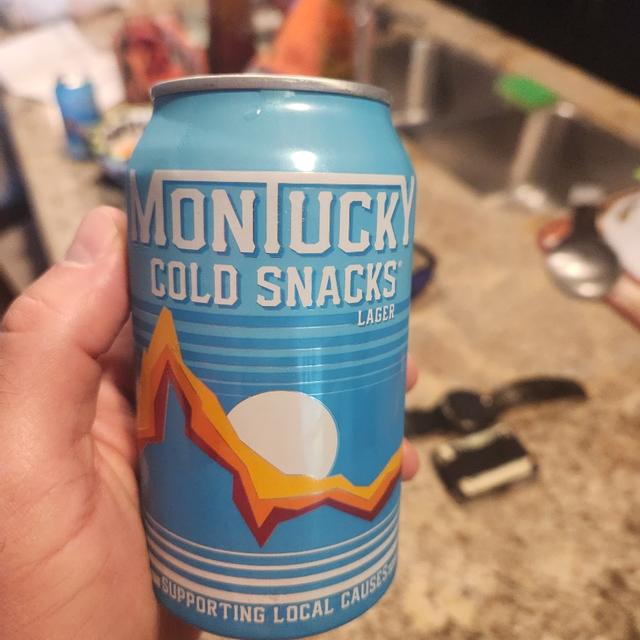 MONTUCKY
COLD SNACKS®
LAGER
SUPPORTING LOCAL CAUSES